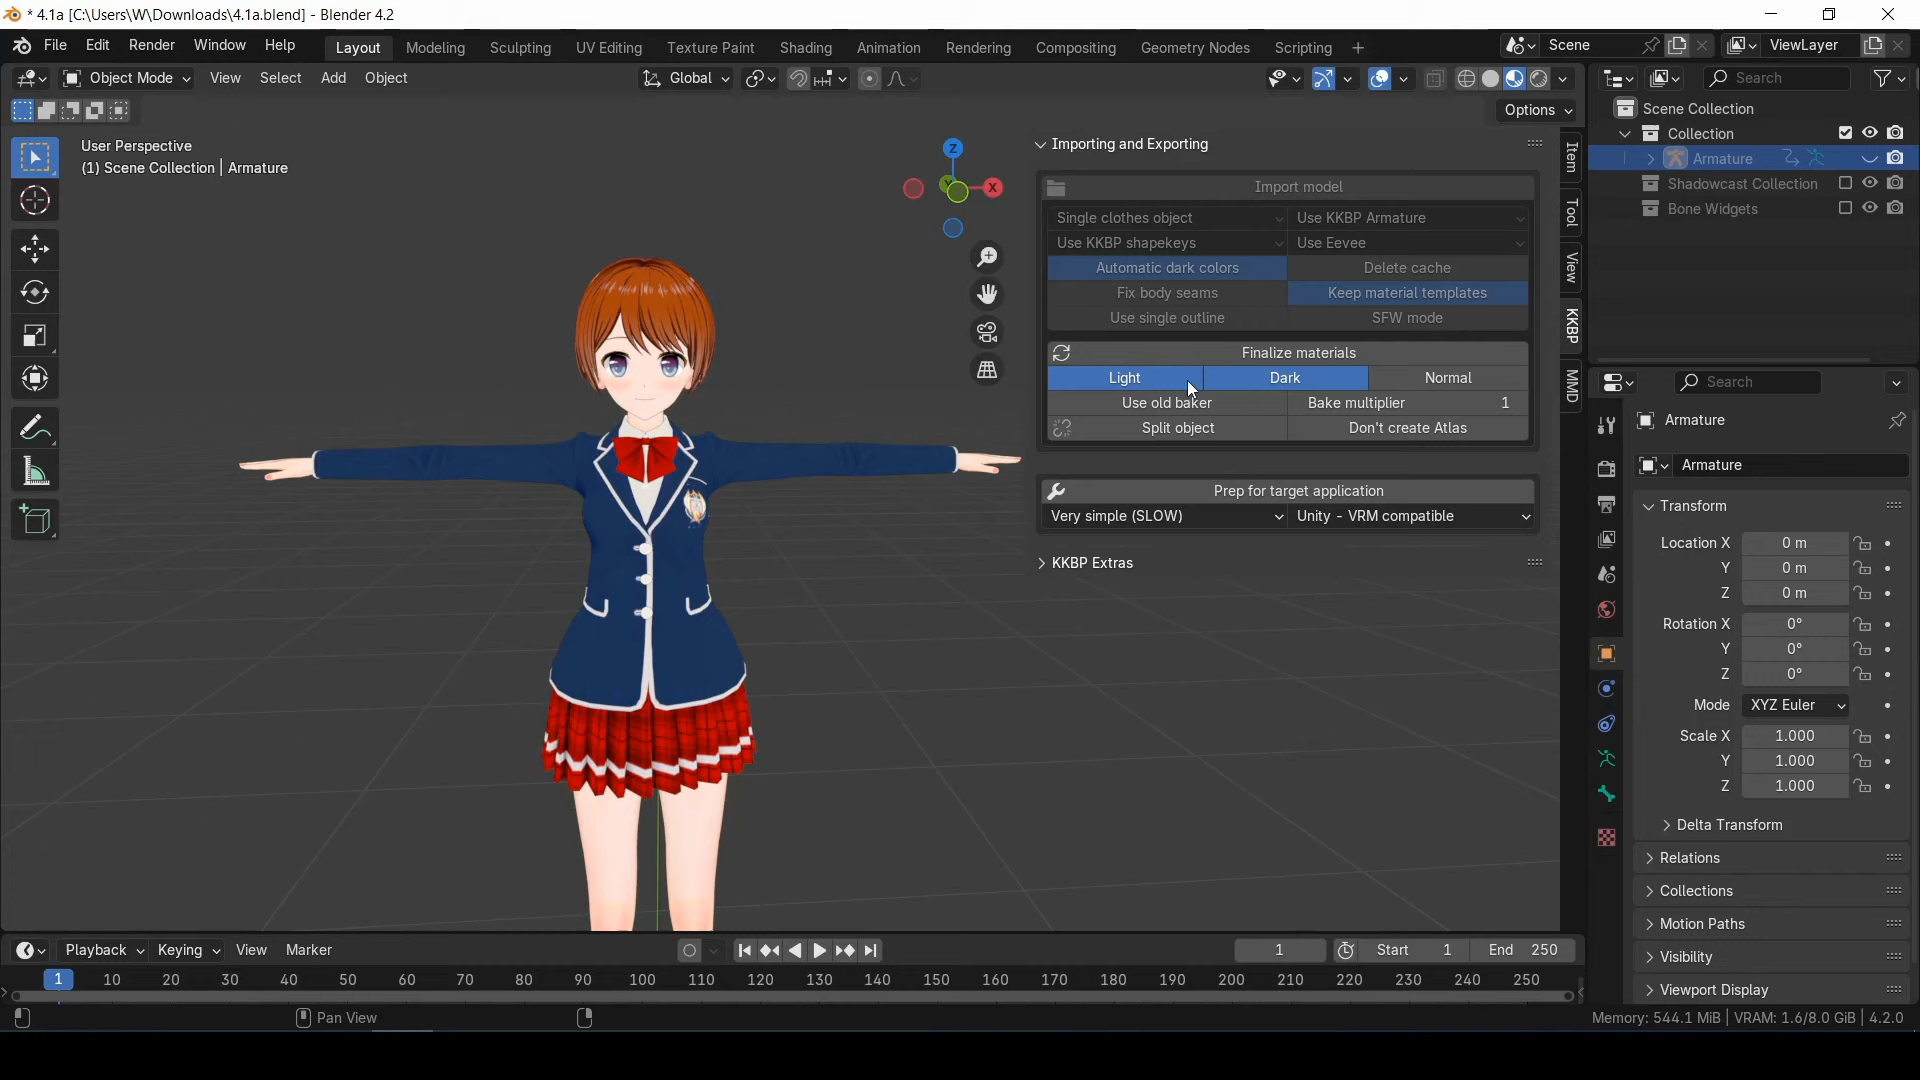 * 4.1a [C:\Users\W\Downloads\4.1a.blend] - Blender 4.2
File Edit Render Window Help Layout Modeling Sculpting UV Editing Texture Paint Shading Animation Rendering Compositing Geometry Nodes Scripting + Scene ViewLayer
Object Mode View Select Add Object Global Search
Options
User Perspective
(1) Scene Collection | Armature
Z
X
Y
Importing and Exporting
Import model
Single clothes object Use KKBP Armature
Use KKBP shapekeys Use Eevee
Automatic dark colors Delete cache
Fix body seams Keep material templates
Use single outline SFW mode
Finalize materials
Light Dark Normal
Use old baker Bake multiplier 1
Split object Don't create Atlas
Prep for target application
Very simple (SLOW) Unity - VRM compatible
KKBP Extras
Item
Tool
View
KKBP
MMD
Scene Collection
Collection
Armature
Shadowcast Collection
Bone Widgets
Search
Armature
Armature
Transform
Location X 0 m
Y 0 m
Z 0 m
Rotation X 0°
Y 0°
Z 0°
Mode XYZ Euler
Scale X 1.000
Y 1.000
Z 1.000
Delta Transform
Relations
Collections
Motion Paths
Visibility
Viewport Display
Playback Keying View Marker 1 Start 1 End 250
1 10 20 30 40 50 60 70 80 90 100 110 120 130 140 150 160 170 180 190 200 210 220 230 240 250
Pan View
Memory: 544.1 MiB | VRAM: 1.6/8.0 GiB | 4.2.0